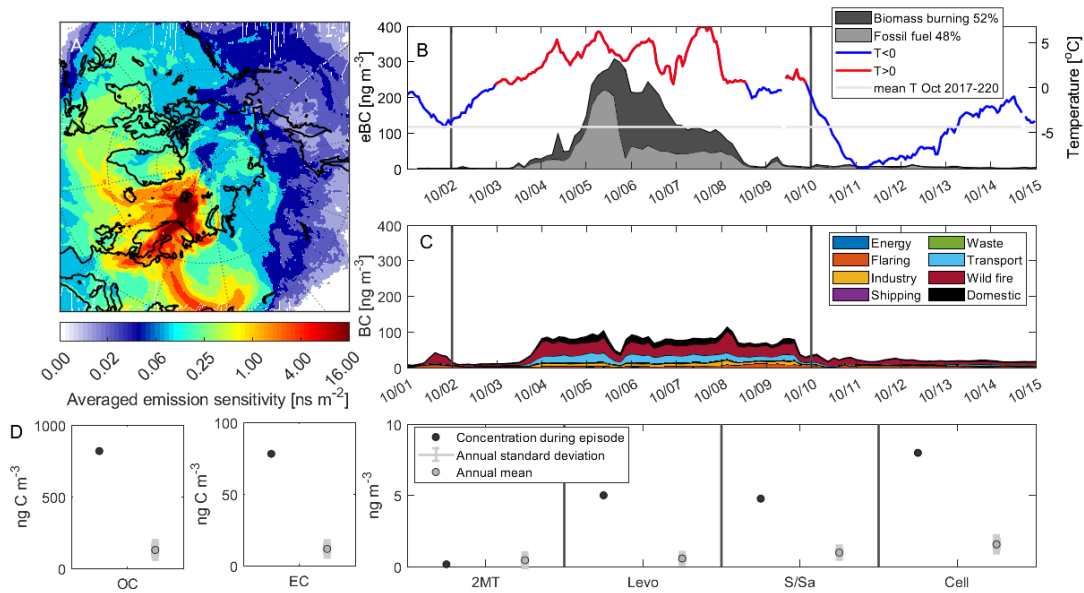 A
0.00
0.02
0.06
0.25
1.00
4.00
16.00
Averaged emission sensitivity [ns m-2]
B
400
300
200
100
0
eBC [ng m-3]
Biomass burning 52%
Fossil fuel 48%
T<0
T>0
mean T Oct 2017-220
5
0
-5
Temperature [oC]
10/02
10/03
10/04
10/05
10/06
10/07
10/08
10/09
10/10
10/11
10/12
10/13
10/14
10/15
C
400
300
200
100
0
BC [ng m-3]
Energy
Flaring
Industry
Shipping
Waste
Transport
Wild fire
Domestic
10/01
10/02
10/03
10/04
10/05
10/06
10/07
10/08
10/09
10/10
10/11
10/12
10/13
10/14
10/15
D
1000
500
0
ng C m-3
OC
100
50
0
ng C m-3
EC
10
5
0
ng m-3
Concentration during episode
Annual standard deviation
Annual mean
2MT
Levo
S/Sa
Cell